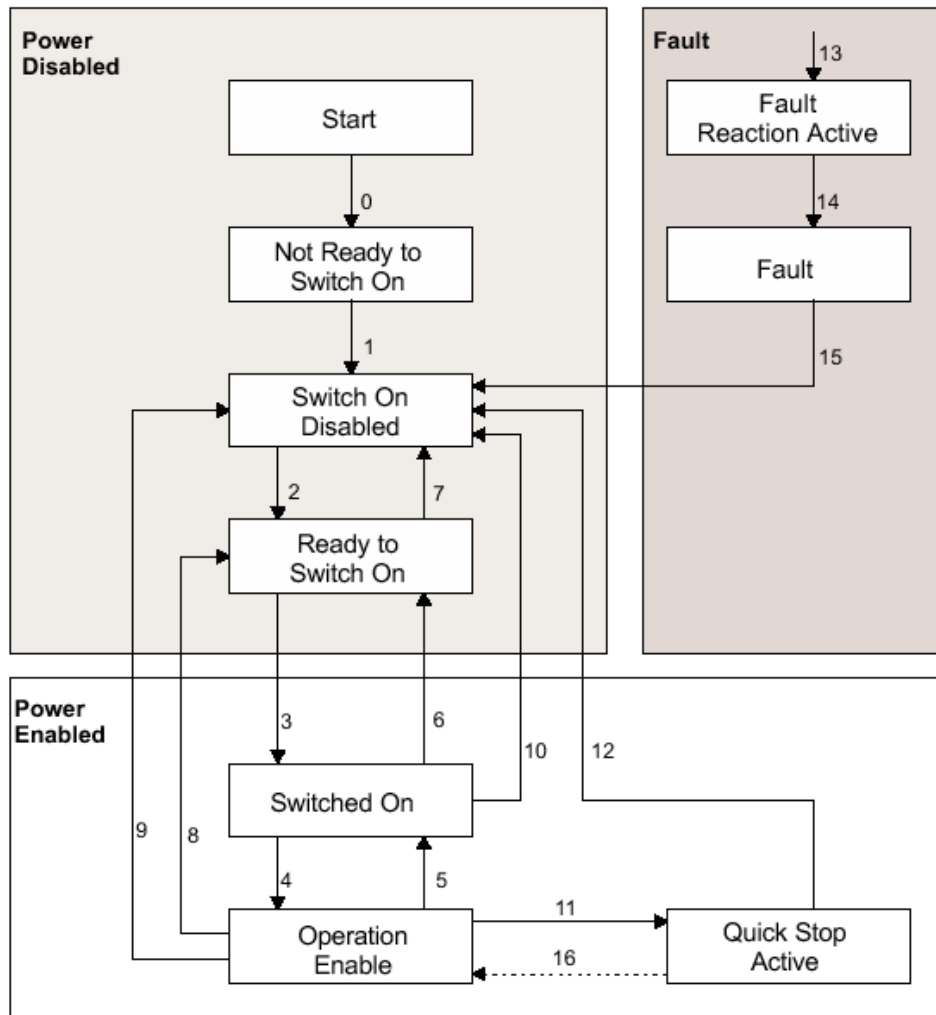 Power
Disabled
Start
0
Not Ready to
Switch On
1
Switch On
Disabled
2
7
Ready to
Switch On
Fault
13
Fault
Reaction Active
14
Fault
15
Power
Enabled
3
6
10
12
Switched On
9
8
4
5
Operation
Enable
11
16
Quick Stop
Active